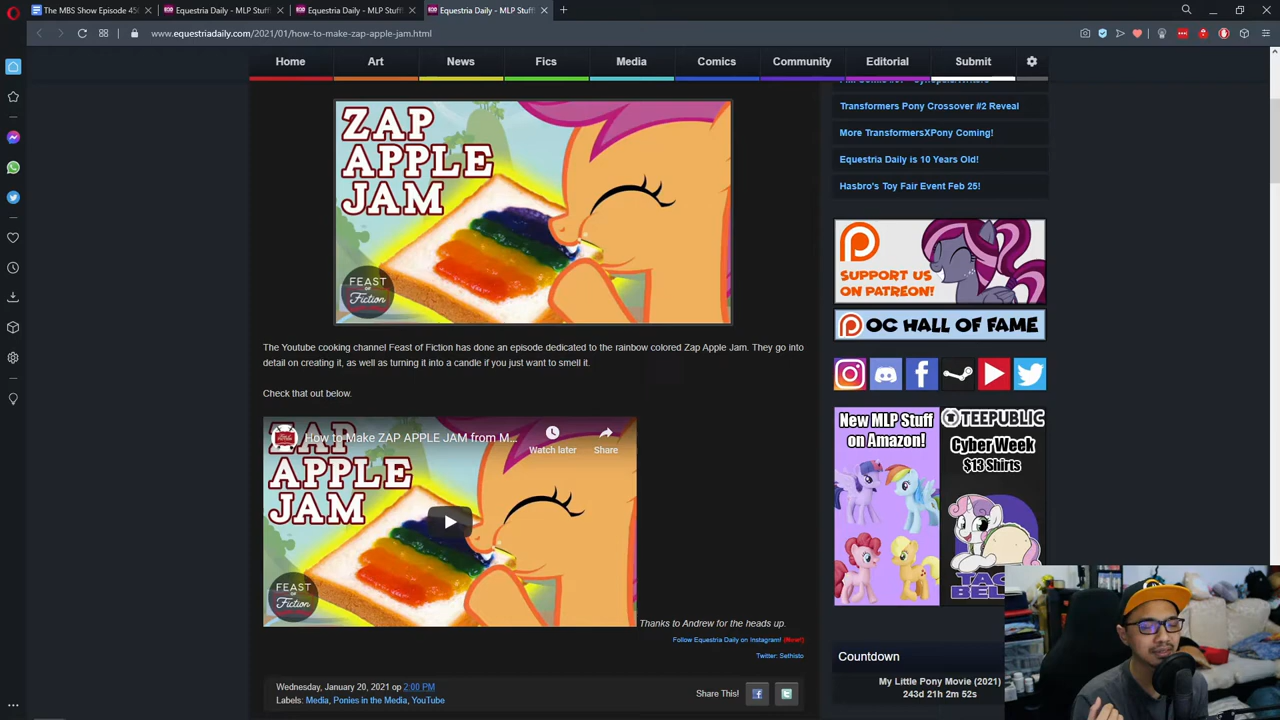 The MBS Show Episode 450
Equestria Daily - MLP Stuff
Equestria Daily - MLP Stuff
Equestria Daily - MLP Stuff
www.equestriadaily.com/2021/01/how-to-make-zap-apple-jam.html
Home
Art
News
Fics
Media
Comics
Community
Editorial
Submit
Transformers Pony Crossover #2 Reveal
More TransformersXPony Coming!
Equestria Daily is 10 Years Old!
Hasbro's Toy Fair Event Feb 25!
ZAP
APPLE
JAM
FEAST
OF
Fiction
SUPPORT US
ON PATREON!
OC HALL OF FAME
The Youtube cooking channel Feast of Fiction has done an episode dedicated to the rainbow colored Zap Apple Jam. They go into
detail on creating it, as well as turning it into a candle if you just want to smell it.
Check that out below.
How to Make ZAP APPLE JAM from M...
Watch later
Share
ZAP
APPLE
JAM
FEAST
OF
Fiction
New MLP Stuff
on Amazon!
TEEPUBLIC
Cyber Week
$13 Shirts
Thanks to Andrew for the heads up.
Follow Equestria Daily on Instagram! (Now!)
Twitter: Sethisto
Wednesday, January 20, 2021 at 2:00 PM
Labels: Media, Ponies in the Media, YouTube
Share This!
Countdown
My Little Pony Movie (2021)
243d 21h 2m 52s